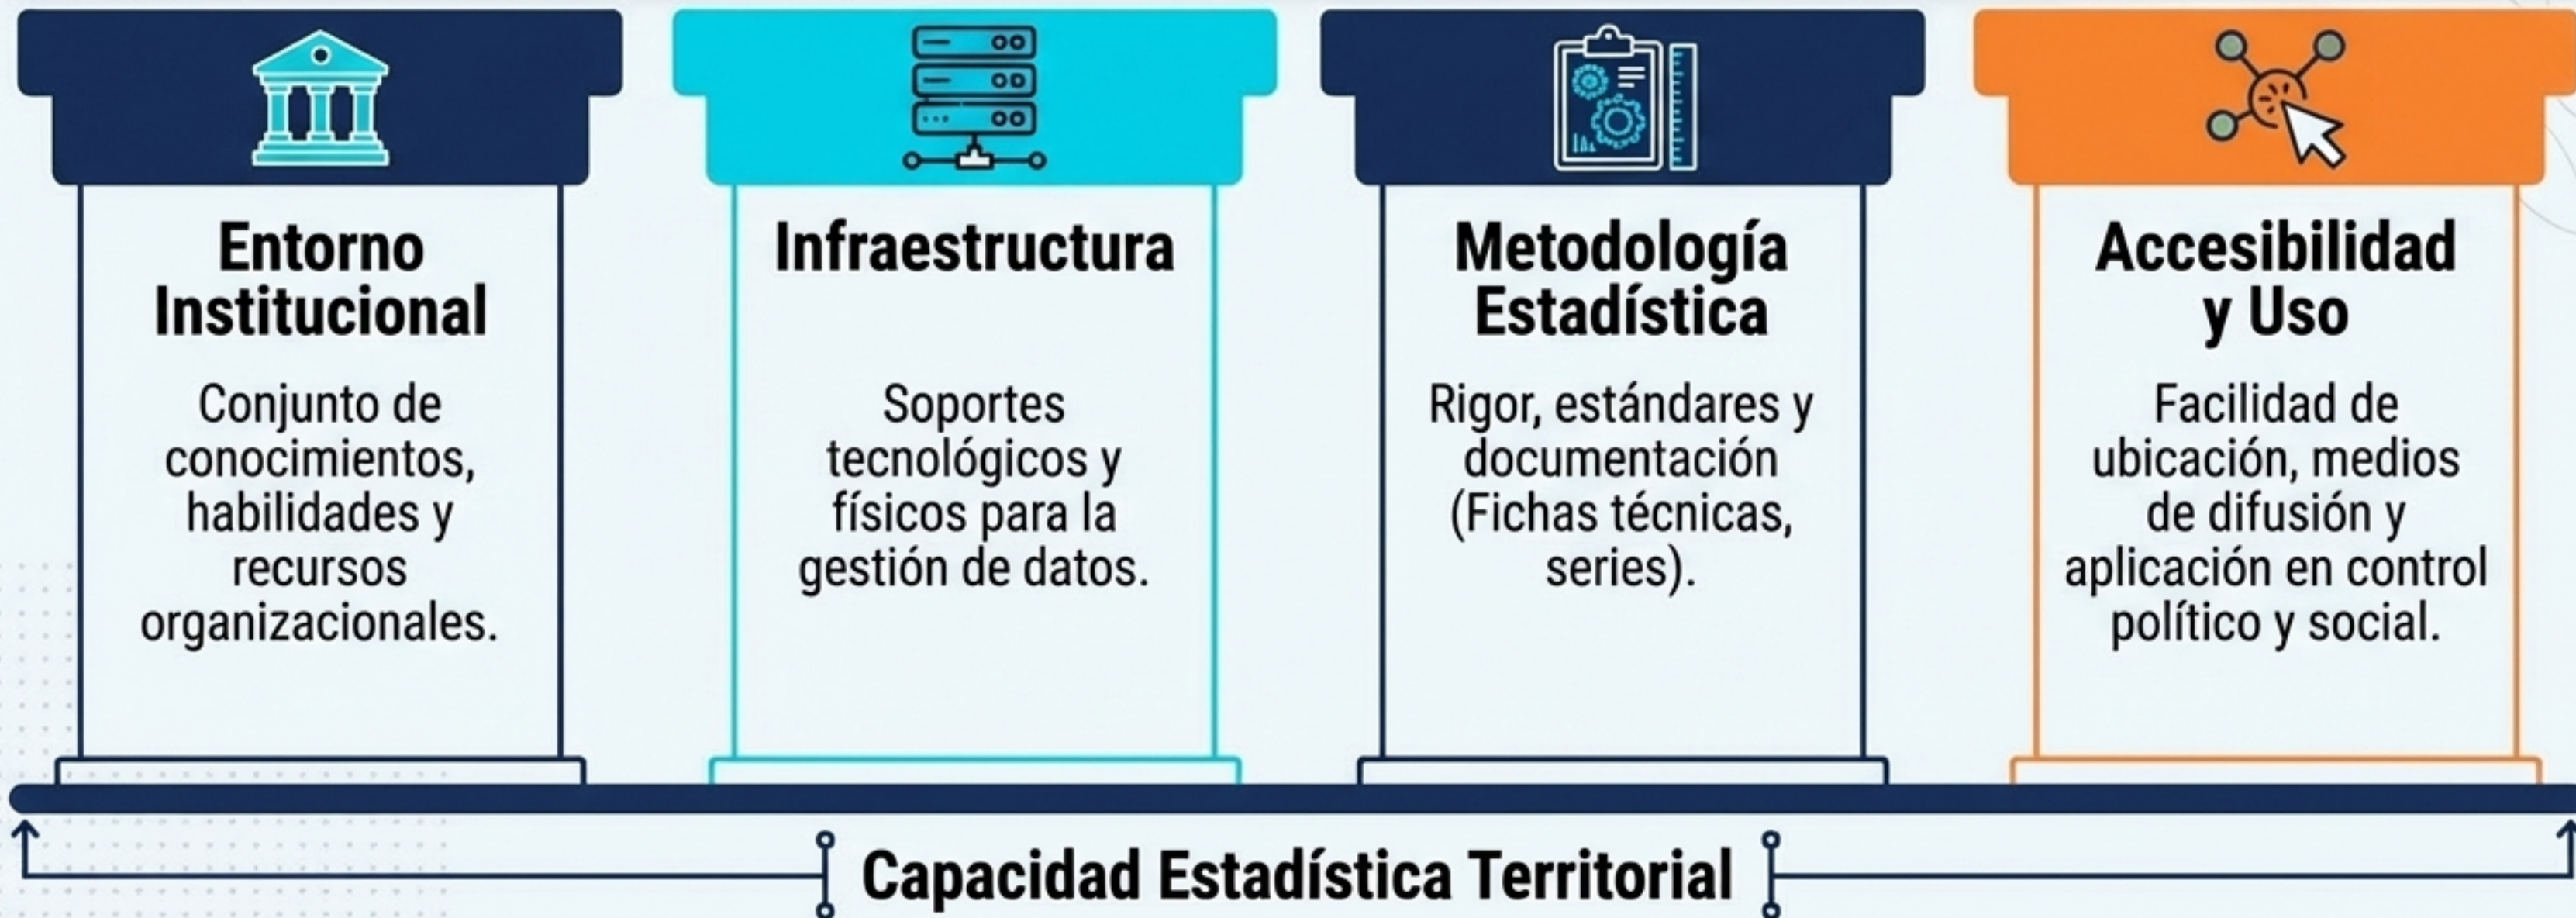 Entorno
Institucional
Conjunto de
conocimientos,
habilidades y
recursos
organizacionales.
Infraestructura
Soportes
tecnológicos y
físicos para la
gestión de datos.
Metodología
Estadística
Rigor, estándares y
documentación
(Fichas técnicas,
series).
Accesibilidad
y Uso
Facilidad de
ubicación, medios
de difusión y
aplicación en control
político y social.
Capacidad Estadística Territorial